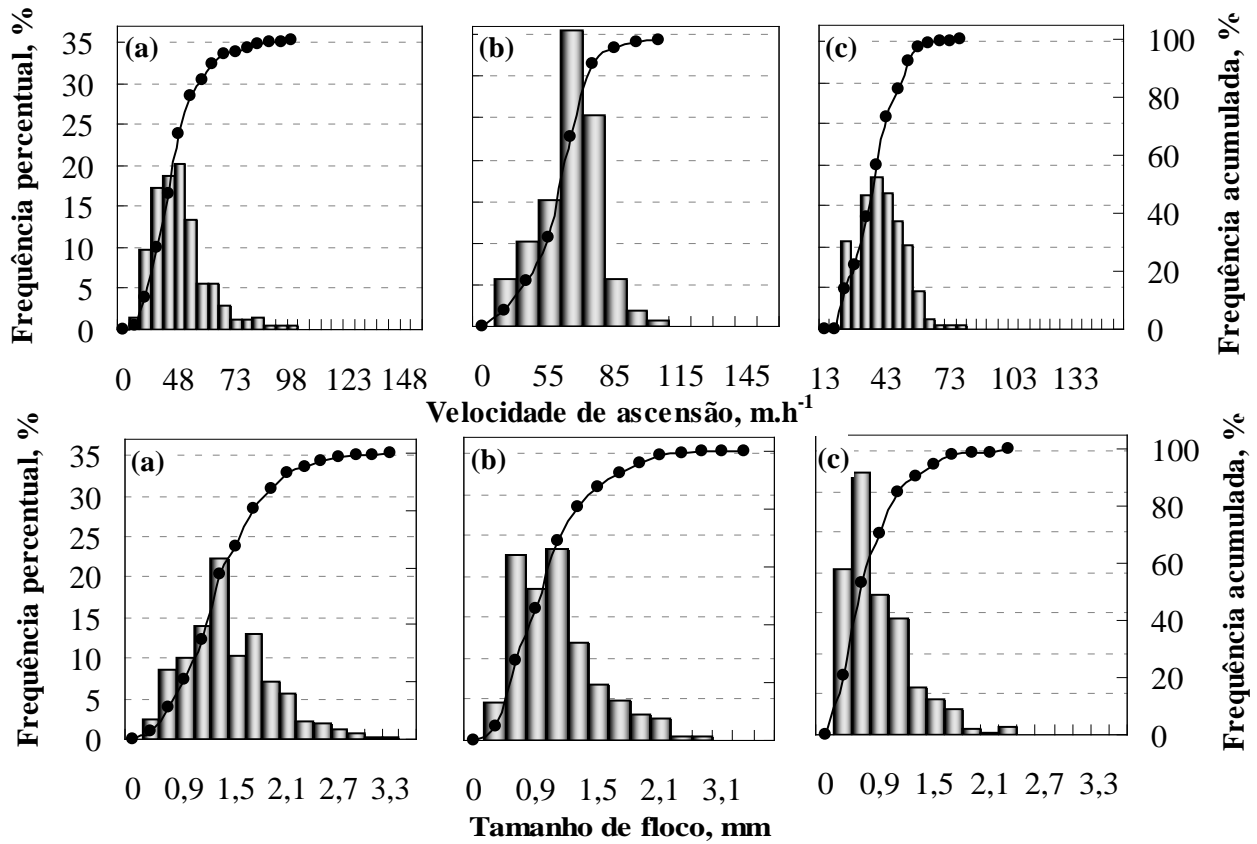 Frequência percentual, %
35
30
25
20
15
10
5
0
(a)
(b)
(c)
100
80
60
40
20
0
Frequência acumulada, %
0 48 73 98 123 148
0 55 85 115 145
13 43 73 103 133
Velocidade de ascensão, m.h-1
Frequência percentual, %
35
30
25
20
15
10
5
0
(a)
(b)
(c)
100
80
60
40
20
0
Frequência acumulada, %
0 0,9 1,5 2,1 2,7 3,3
0 0,9 1,5 2,1 3,1
0 0,9 1,5 2,1 2,7 3,3
Tamanho de floco, mm